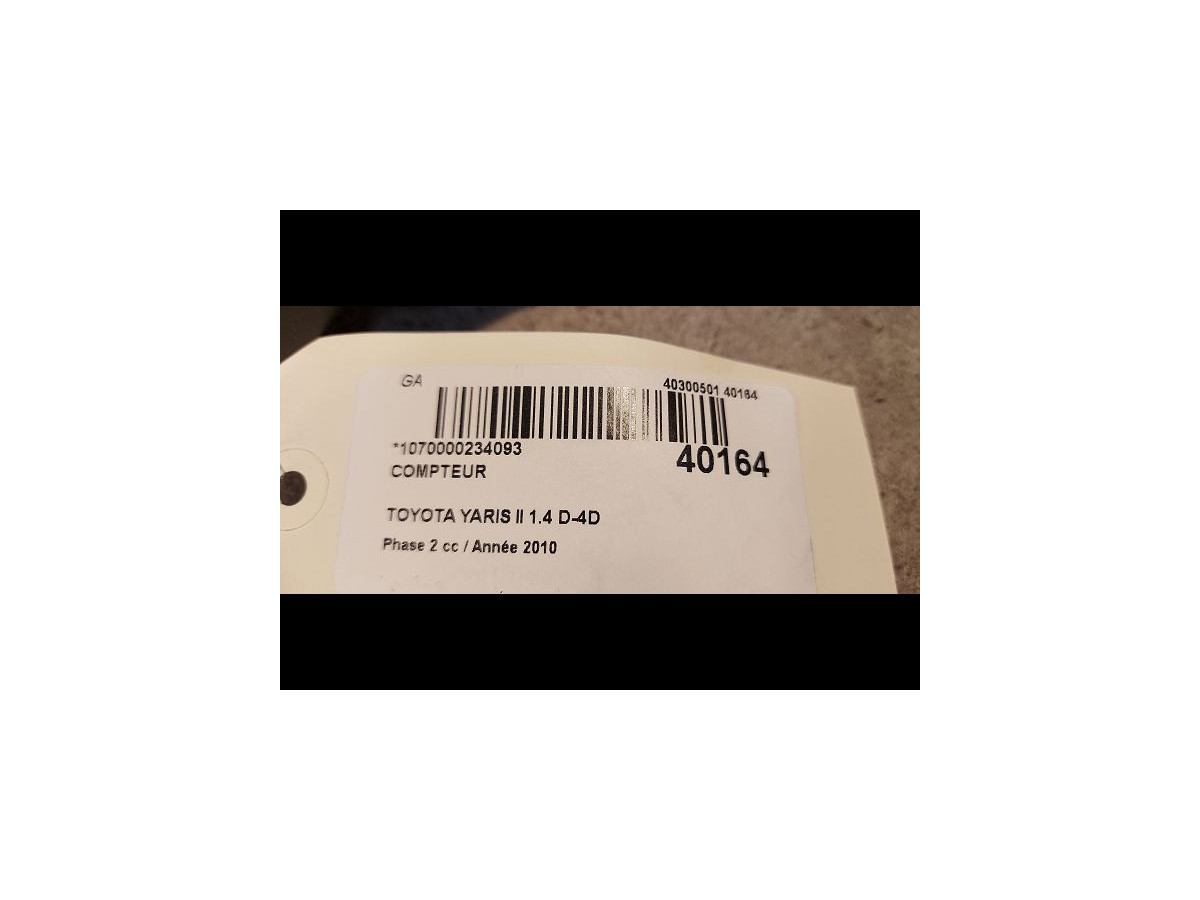 GA 40300501 40164
*1070000234093
40164
COMPTEUR
TOYOTA YARIS II 1.4 D-4D
Phase 2 cc / Année 2010